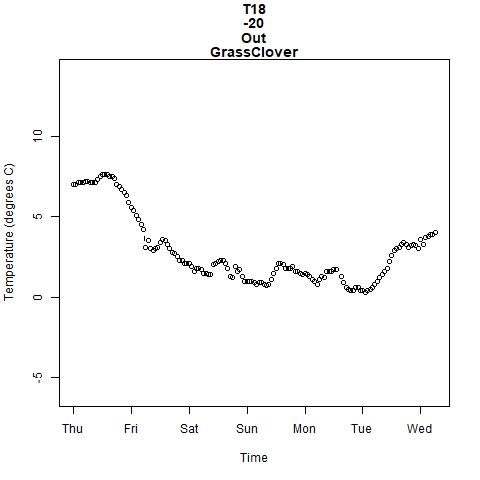 T18
-20
Out
GrassClover
Temperature (degrees C)
10
5
0
-5
Thu Fri Sat Sun Mon Tue Wed
Time